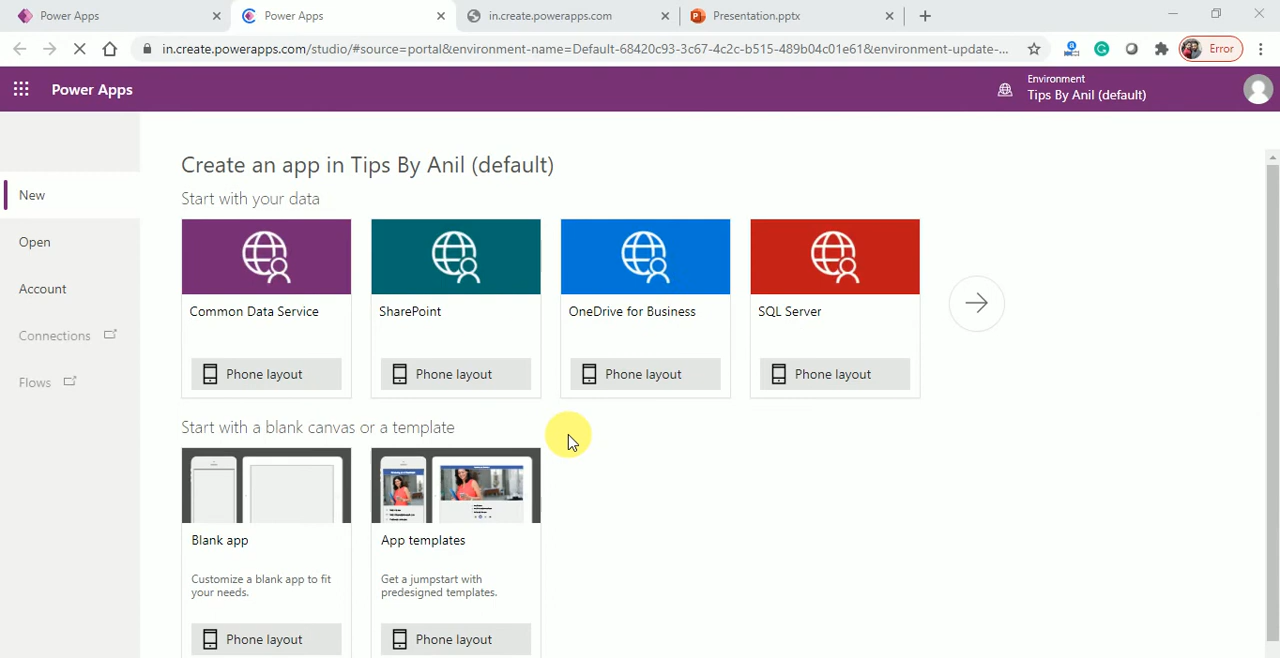 Power Apps
Power Apps
in.create.powerapps.com
Presentation.pptx
in.create.powerapps.com/studio/#source=portal&environment-name=Default-68420c93-3c67-4c2c-b515-489b04c01e61&environment-update-...
Error
Power Apps
Environment
Tips By Anil (default)
New
Open
Account
Connections
Flows
Create an app in Tips By Anil (default)
Start with your data
Common Data Service
SharePoint
OneDrive for Business
SQL Server
Phone layout
Phone layout
Phone layout
Phone layout
Start with a blank canvas or a template
Blank app
App templates
Customize a blank app to fit
your needs.
Get a jumpstart with
predesigned templates.
Phone layout
Phone layout